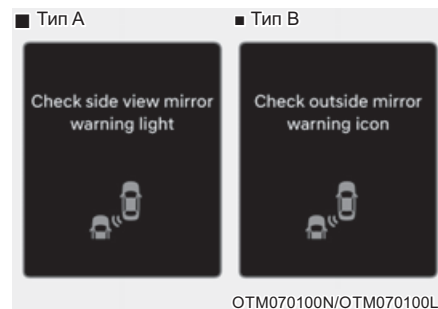 ■ Тип A
■ Тип B
Check side view mirror
warning light
Check outside mirror
warning icon
OTM070100N/OTM070100L